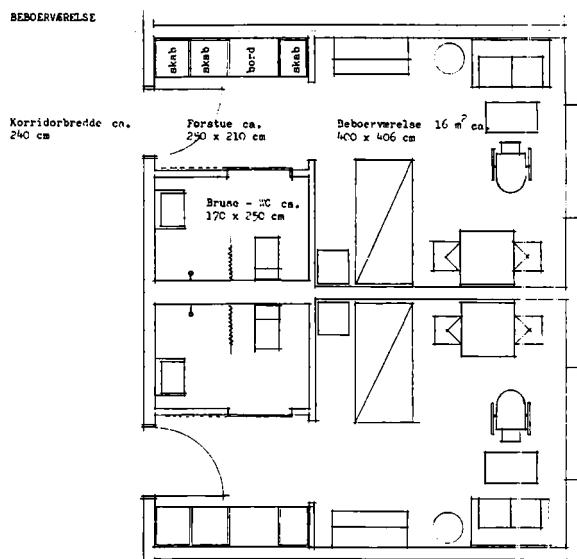 BEBOERVÆRELSE
skab
skab
bord
skab
Korridorbredde ca.
240 cm
Forstue ca.
250 x 210 cm
Beboerværelse 16 m² ca.
400 x 406 cm
Bruse - WC ca.
170 x 250 cm